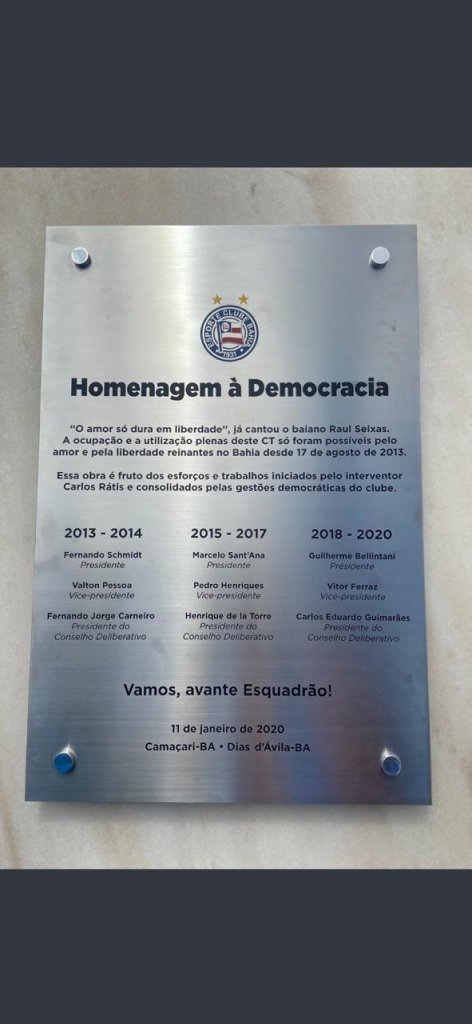 ESPORTE CLUBE BAHIA
1931
Homenagem à Democracia
“O amor só dura em liberdade”, já cantou o baiano Raul Seixas.
A ocupação e a utilização plenas deste CT só foram possíveis pelo
amor e pela liberdade reinantes no Bahia desde 17 de agosto de 2013.
Essa obra é fruto dos esforços e trabalhos iniciados pelo interventor
Carlos Rátis e consolidados pelas gestões democráticas do clube.
2013 - 2014
Fernando Schmidt
Presidente
Valton Pessoa
Vice-presidente
Fernando Jorge Carneiro
Presidente do
Conselho Deliberativo
2015 - 2017
Marcelo Sant'Ana
Presidente
Pedro Henriques
Vice-presidente
Henrique de la Torre
Presidente do
Conselho Deliberativo
2018 - 2020
Guilherme Bellintani
Presidente
Vitor Ferraz
Vice-presidente
Carlos Eduardo Guimarães
Presidente do
Conselho Deliberativo
Vamos, avante Esquadrão!
11 de janeiro de 2020
Camaçari-BA • Dias d'Ávila-BA